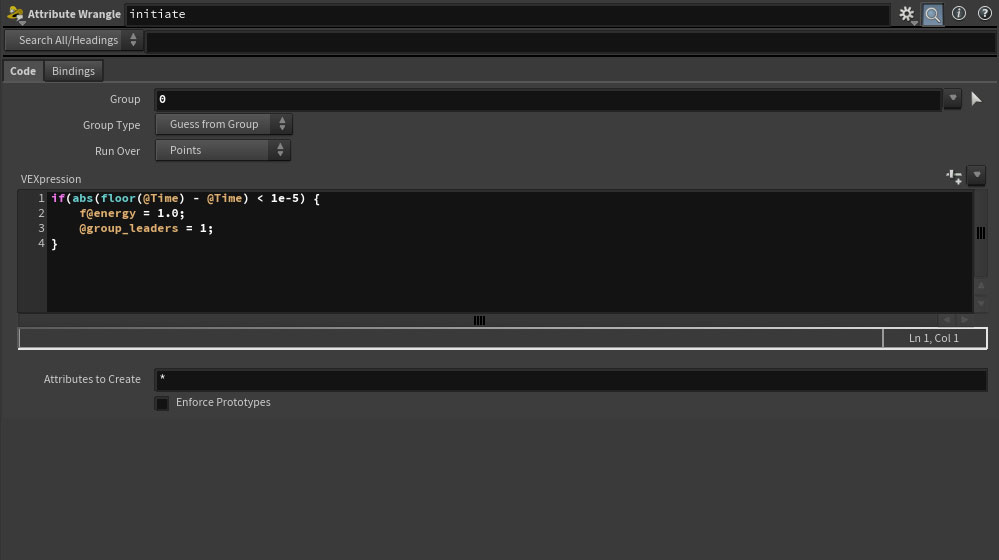 Attribute Wrangle initiate
Search All/Headings
Code Bindings
Group 0
Group Type Guess from Group
Run Over Points
VEXpression
1 if(abs(floor(@Time) - @Time) < 1e-5) {
2     f@energy = 1.0;
3     @group_leaders = 1;
4 }
Ln 1, Col 1
Attributes to Create *
Enforce Prototypes